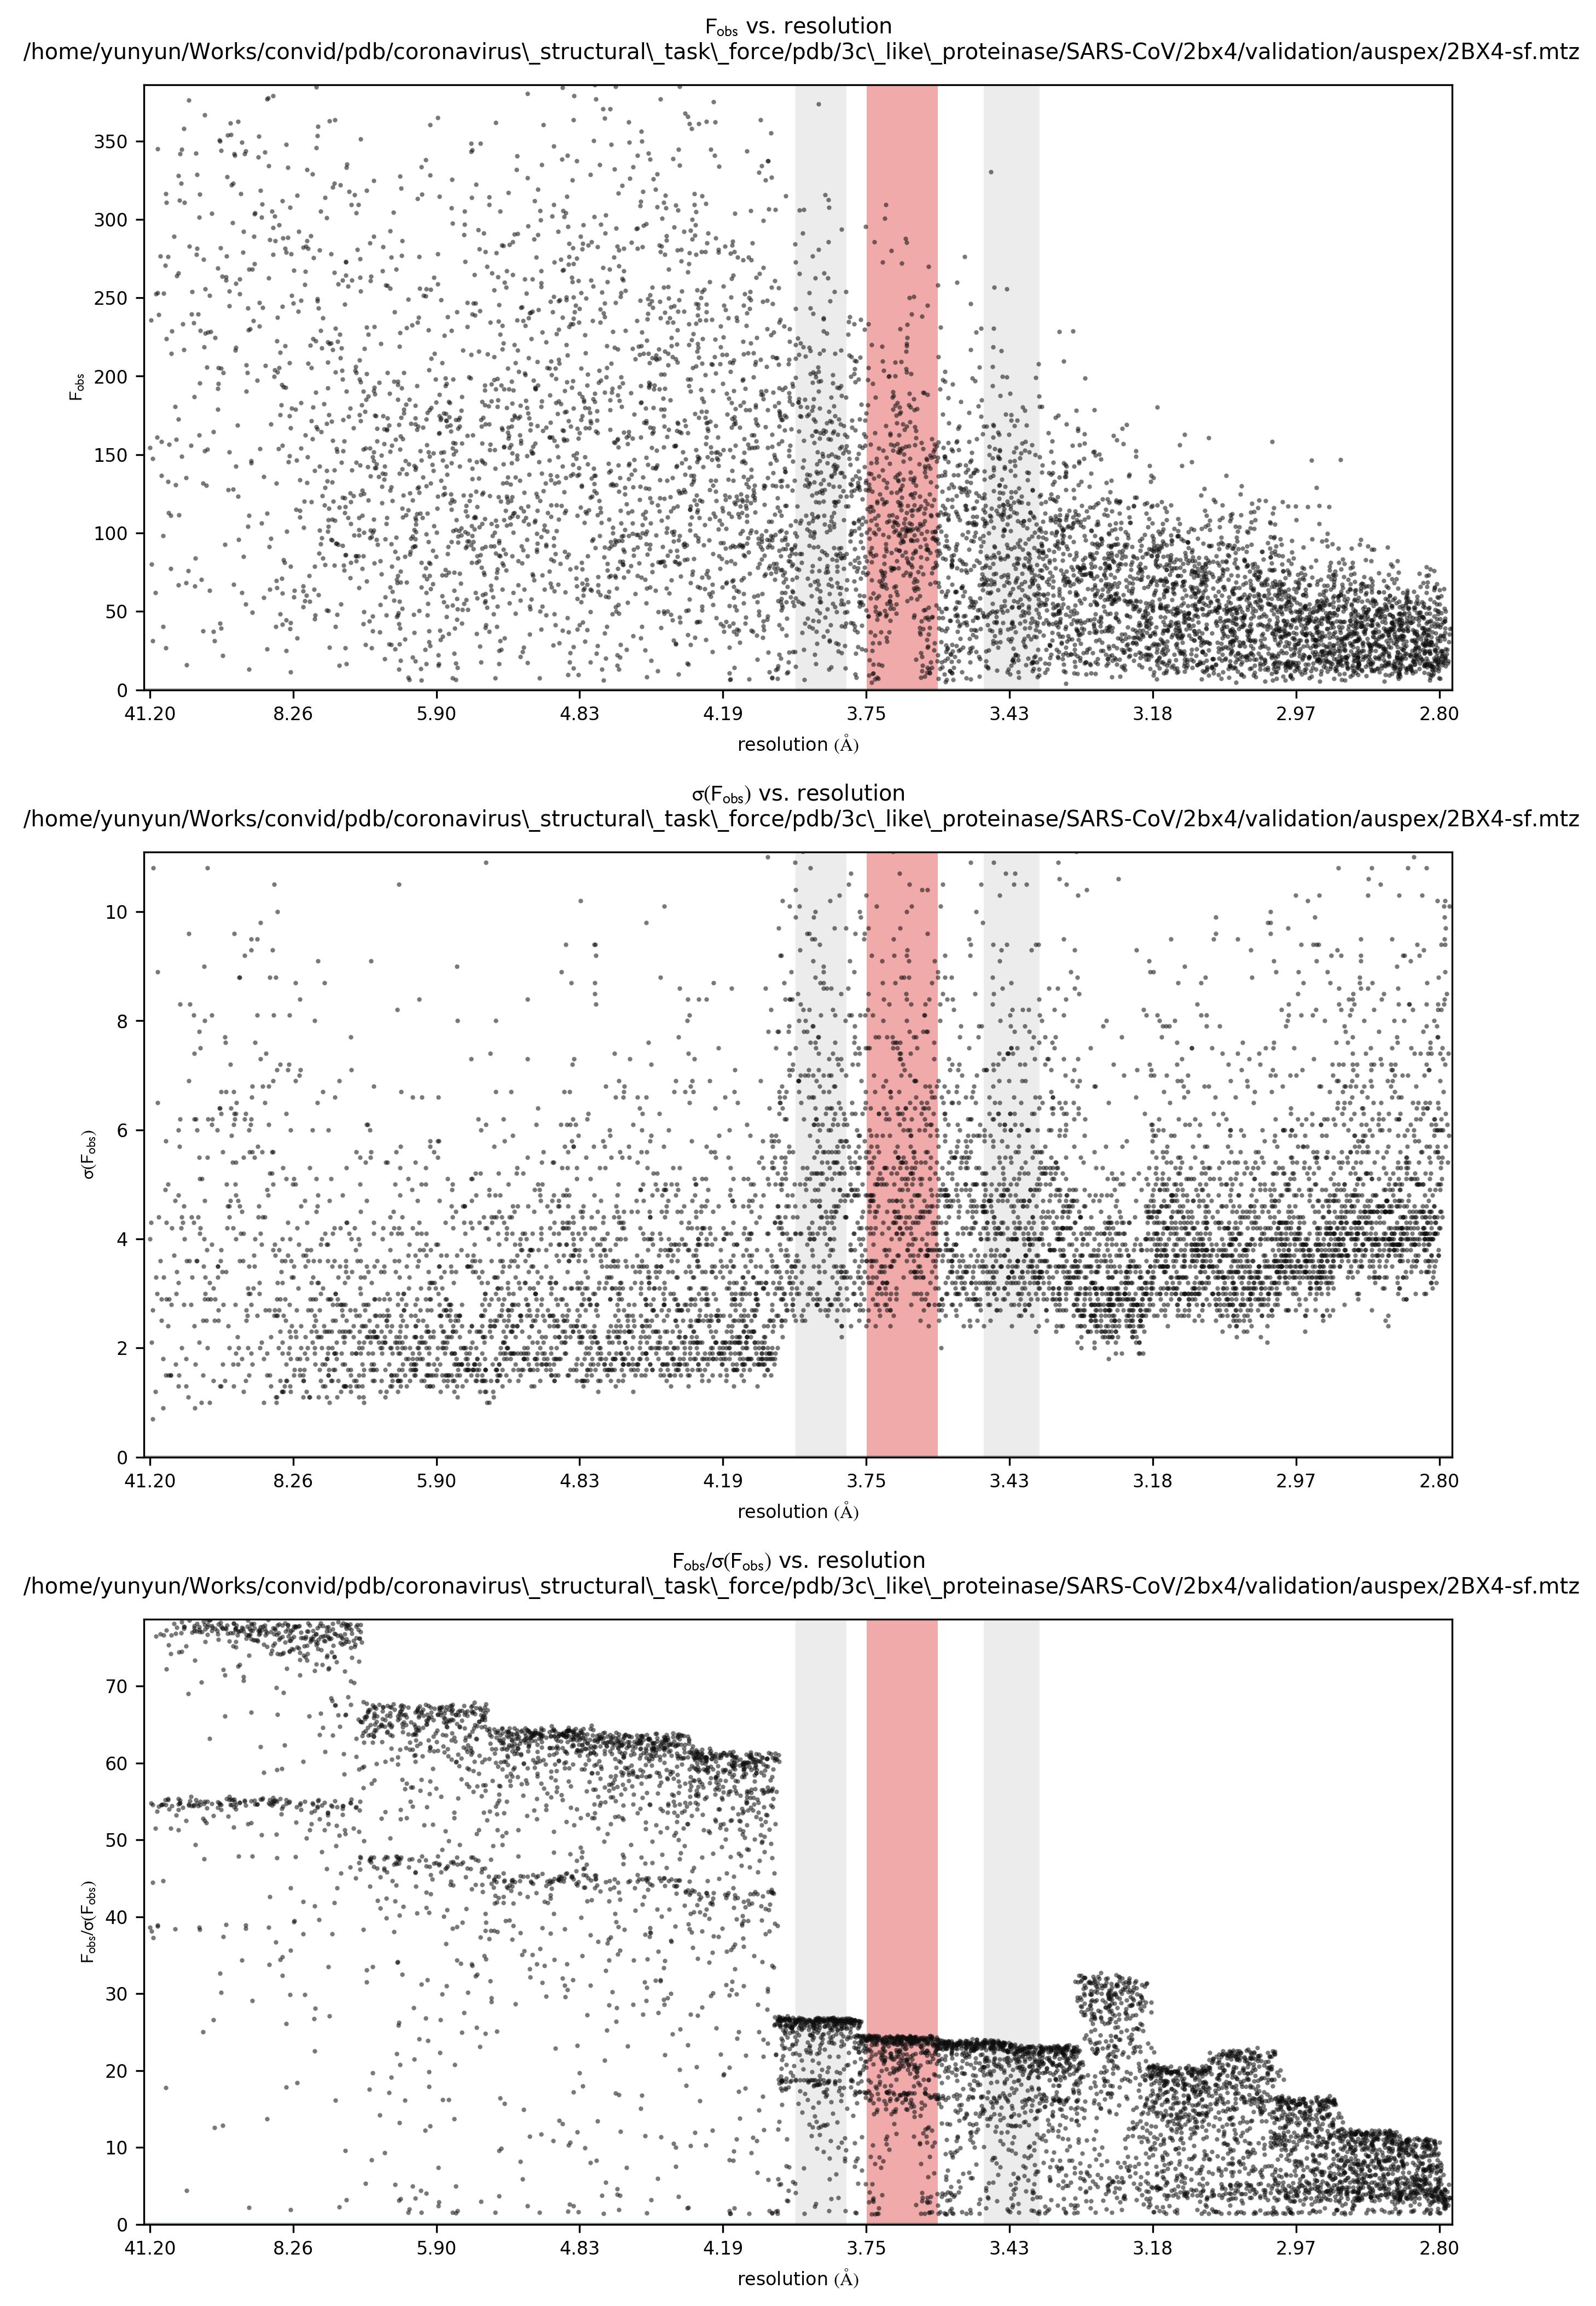 Fobs vs. resolution
/home/yunyun/Works/convid/pdb/coronavirus\_structural\_task\_force/pdb/3c\_like\_proteinase/SARS-CoV/2bx4/validation/auspex/2BX4-sf.mtz
350
300
250
200
150
100
50
0
Fobs
41.20 8.26 5.90 4.83 4.19 3.75 3.43 3.18 2.97 2.80
resolution (Å)
σ(Fobs) vs. resolution
/home/yunyun/Works/convid/pdb/coronavirus\_structural\_task\_force/pdb/3c\_like\_proteinase/SARS-CoV/2bx4/validation/auspex/2BX4-sf.mtz
10
8
6
4
2
0
σ(Fobs)
41.20 8.26 5.90 4.83 4.19 3.75 3.43 3.18 2.97 2.80
resolution (Å)
Fobs/σ(Fobs) vs. resolution
/home/yunyun/Works/convid/pdb/coronavirus\_structural\_task\_force/pdb/3c\_like\_proteinase/SARS-CoV/2bx4/validation/auspex/2BX4-sf.mtz
70
60
50
40
30
20
10
0
Fobs/σ(Fobs)
41.20 8.26 5.90 4.83 4.19 3.75 3.43 3.18 2.97 2.80
resolution (Å)